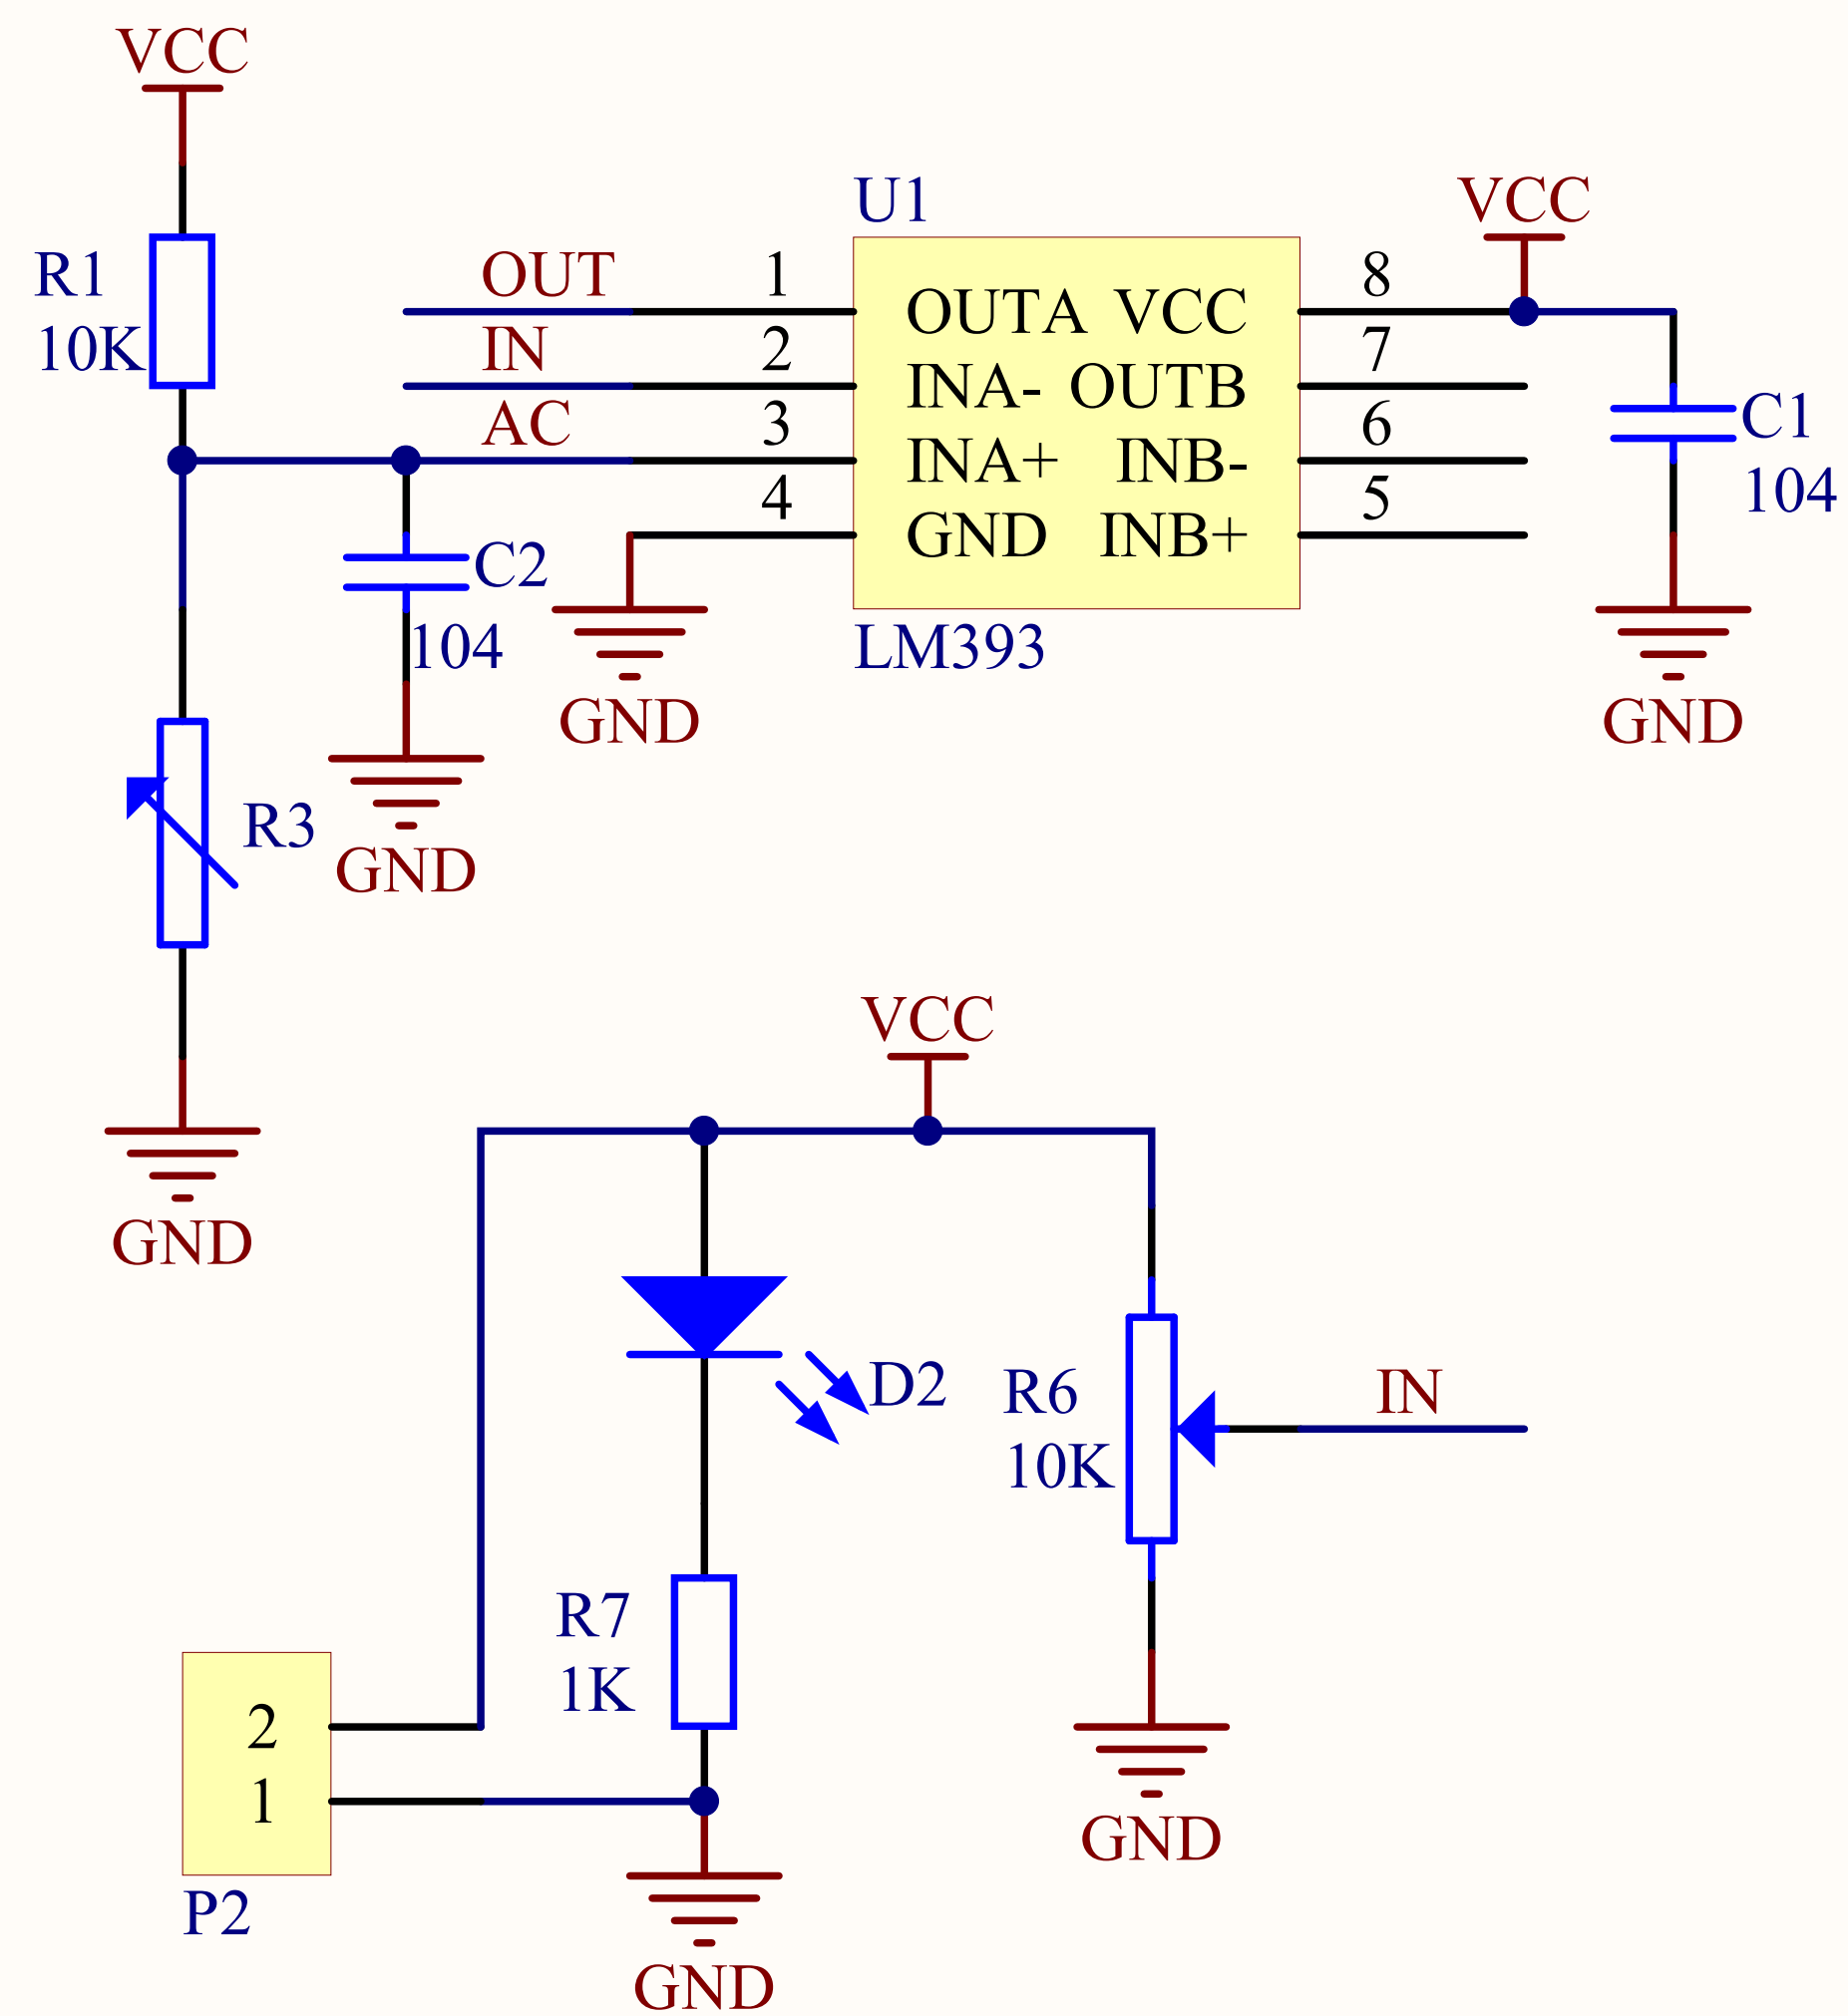 VCC
R1
10K
R3
GND
C2
104
GND
OUT
IN
AC
1
2
3
4
GND
U1
OUTA VCC
INA- OUTB
INA+ INB-
GND INB+
LM393
8
7
6
5
VCC
C1
104
GND
VCC
D2
R7
1K
R6
10K
IN
GND
2
1
P2
GND